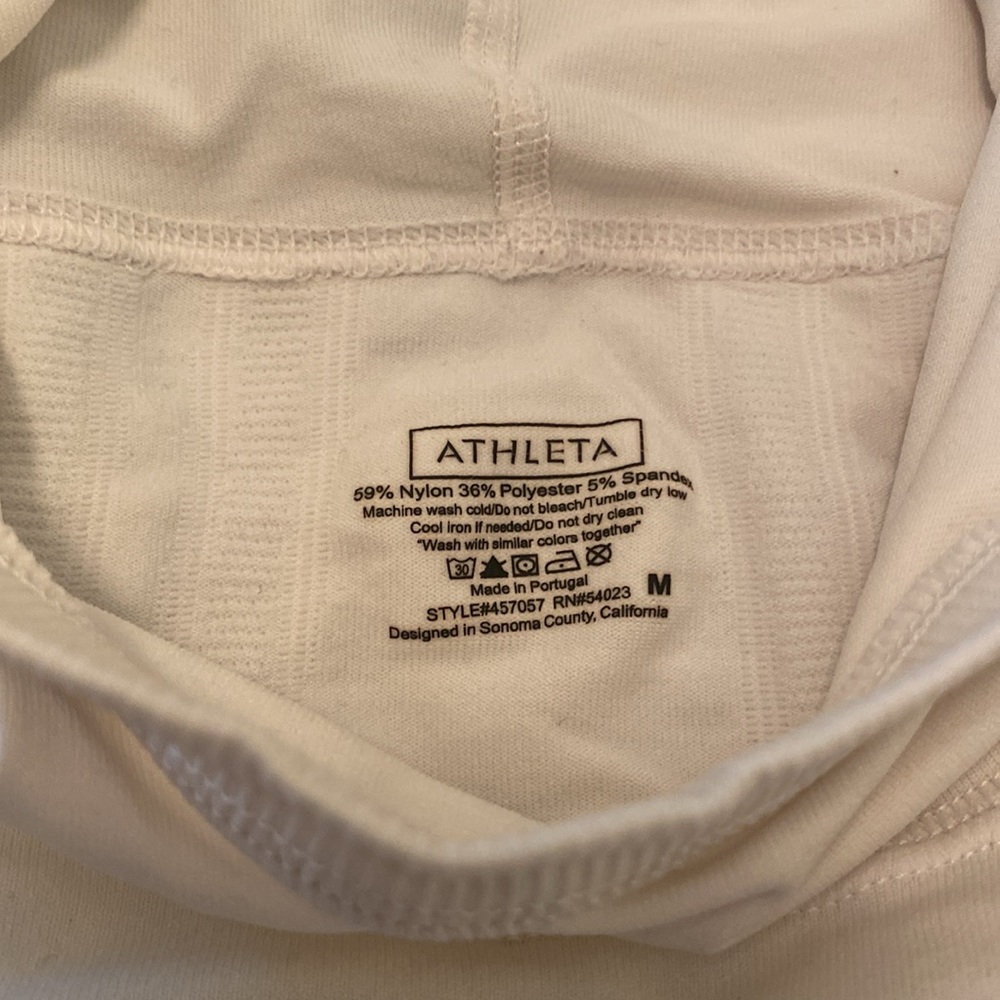 ATHLETA
59% Nylon 36% Polyester 5% Spandex
Machine wash cold/Do not bleach/Tumble dry low
Cool iron if needed/Do not dry clean
"Wash with similar colors together"
30
Made in Portugal
STYLE#457057 RN#54023 M
Designed in Sonoma County, California